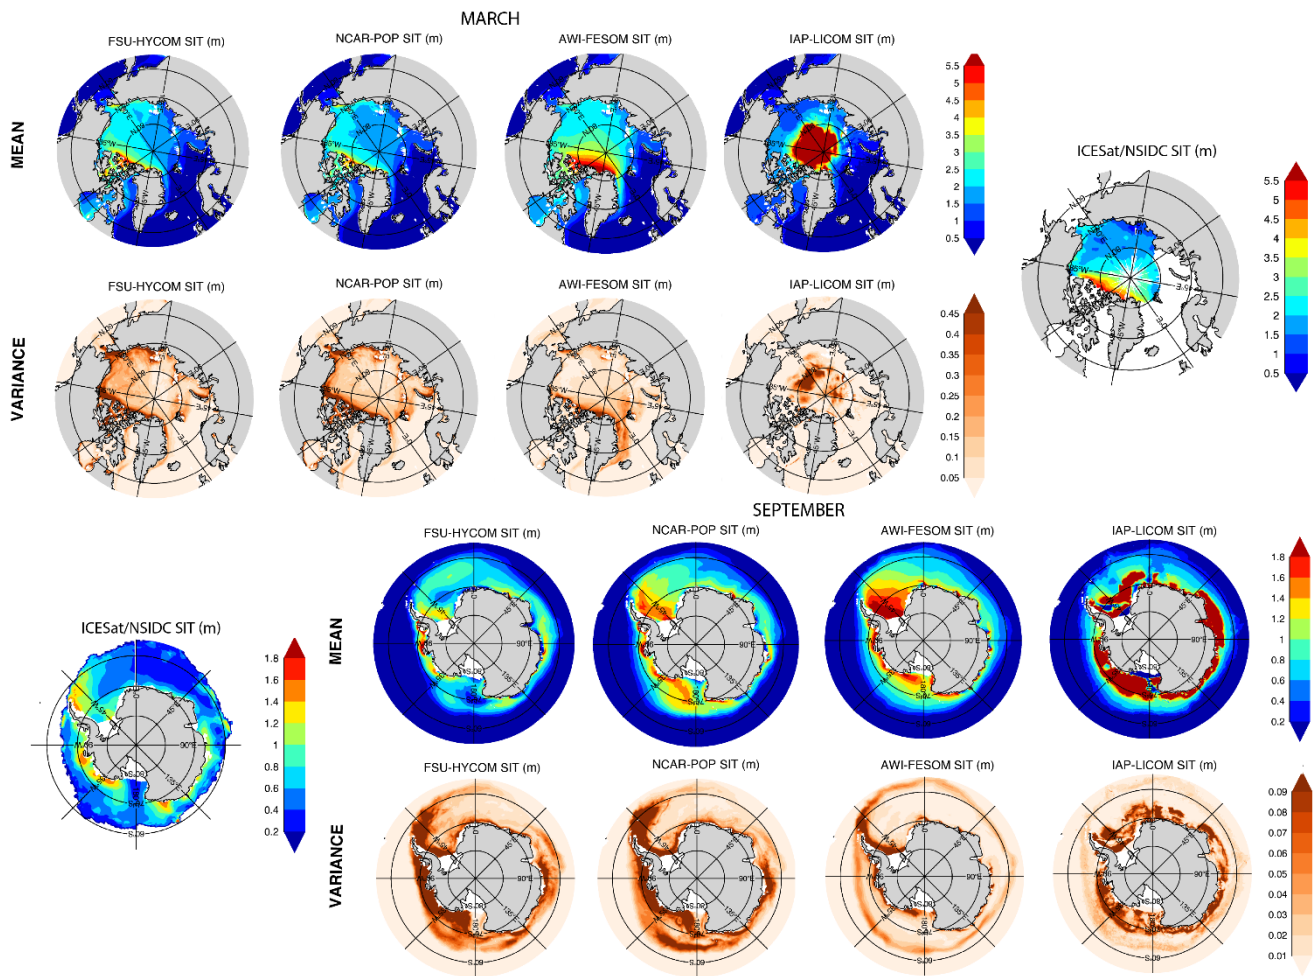 MARCH
FSU-HYCOM SIT (m)
NCAR-POP SIT (m)
AWI-FESOM SIT (m)
IAP-LICOM SIT (m)
MEAN
5.5
5
4.5
4
3.5
3
2.5
2
1.5
1
0.5
ICESat/NSIDC SIT (m)
5.5
5
4.5
4
3.5
3
2.5
2
1.5
1
0.5
FSU-HYCOM SIT (m)
NCAR-POP SIT (m)
AWI-FESOM SIT (m)
IAP-LICOM SIT (m)
VARIANCE
0.45
0.4
0.35
0.3
0.25
0.2
0.15
0.1
0.05
SEPTEMBER
FSU-HYCOM SIT (m)
NCAR-POP SIT (m)
AWI-FESOM SIT (m)
IAP-LICOM SIT (m)
MEAN
1.8
1.6
1.4
1.2
1
0.8
0.6
0.4
0.2
ICESat/NSIDC SIT (m)
1.8
1.6
1.4
1.2
1
0.8
0.6
0.4
0.2
FSU-HYCOM SIT (m)
NCAR-POP SIT (m)
AWI-FESOM SIT (m)
IAP-LICOM SIT (m)
VARIANCE
0.09
0.08
0.07
0.06
0.05
0.04
0.03
0.02
0.01